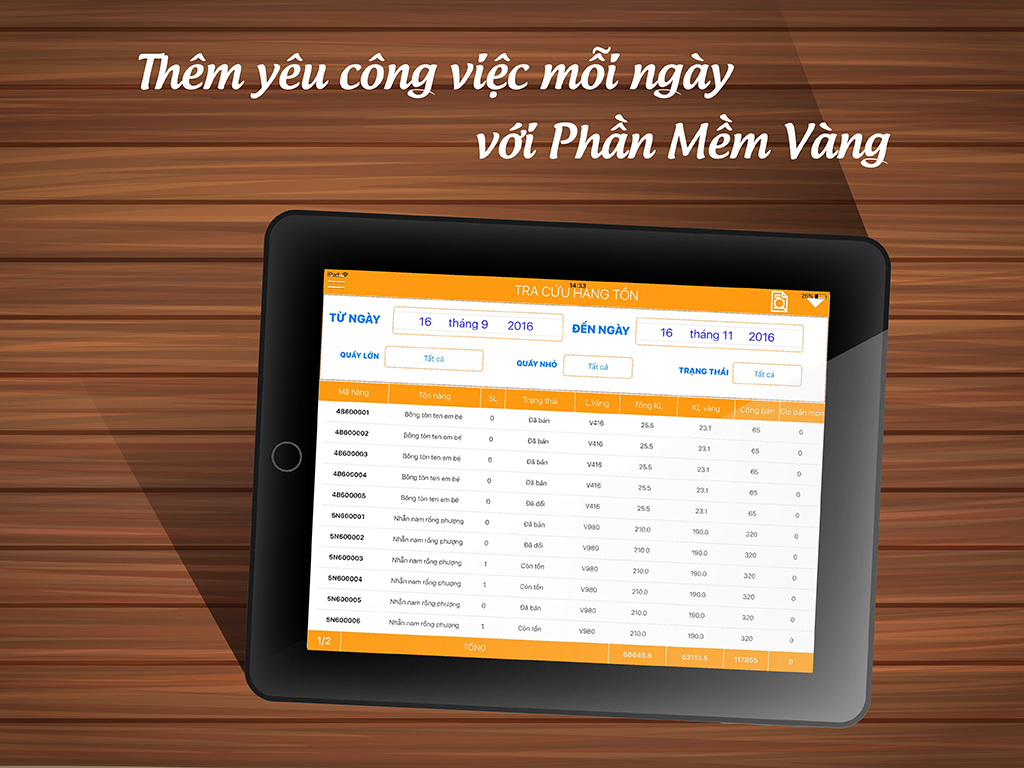 Thêm yêu công việc mỗi ngày
với Phần Mềm Vàng
iPad 14:33 26%
TRA CỨU HÀNG TỒN
TỪ NGÀY 16 tháng 9 2016 ĐẾN NGÀY 16 tháng 11 2016
QUẦY LỚN Tất cả QUẦY NHỎ Tất cả TRẠNG THÁI Tất cả
Mã hàng Tên hàng SL Trạng thái L.Vàng Tổng KL KL vàng Công bán Giá bán món
4B600001 Bông tòn ten em bé 0 Đã bán V416 25.5 23.1 65 0
4B600002 Bông tòn ten em bé 0 Đã bán V416 25.5 23.1 65 0
4B600003 Bông tòn ten em bé 0 Đã bán V416 25.5 23.1 65 0
4B600004 Bông tòn ten em bé 0 Đã bán V416 25.5 23.1 65 0
4B600005 Bông tòn ten em bé 0 Đã đổi V416 25.5 23.1 65 0
5N600001 Nhẫn nam rồng phượng 0 Đã bán V980 210.0 190.0 320 0
5N600002 Nhẫn nam rồng phượng 0 Đã đổi V980 210.0 190.0 320 0
5N600003 Nhẫn nam rồng phượng 1 Còn tồn V980 210.0 190.0 320 0
5N600004 Nhẫn nam rồng phượng 1 Còn tồn V980 210.0 190.0 320 0
5N600005 Nhẫn nam rồng phượng 0 Đã bán V980 210.0 190.0 320 0
5N600006 Nhẫn nam rồng phượng 1 Còn tồn V980 210.0 190.0 320 0
1/2 TỔNG 68645.5 63113.5 117855 0